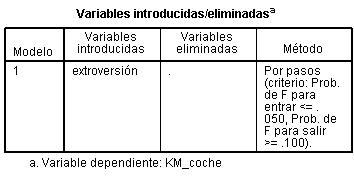 Variables introducidas/eliminadasa
Modelo
Variables introducidas
Variables eliminadas
Método
1
extroversión
.
Por pasos
(criterio: Prob.
de F para
entrar <= .
050, Prob. de
F para salir
>= .100).
a. Variable dependiente: KM_coche